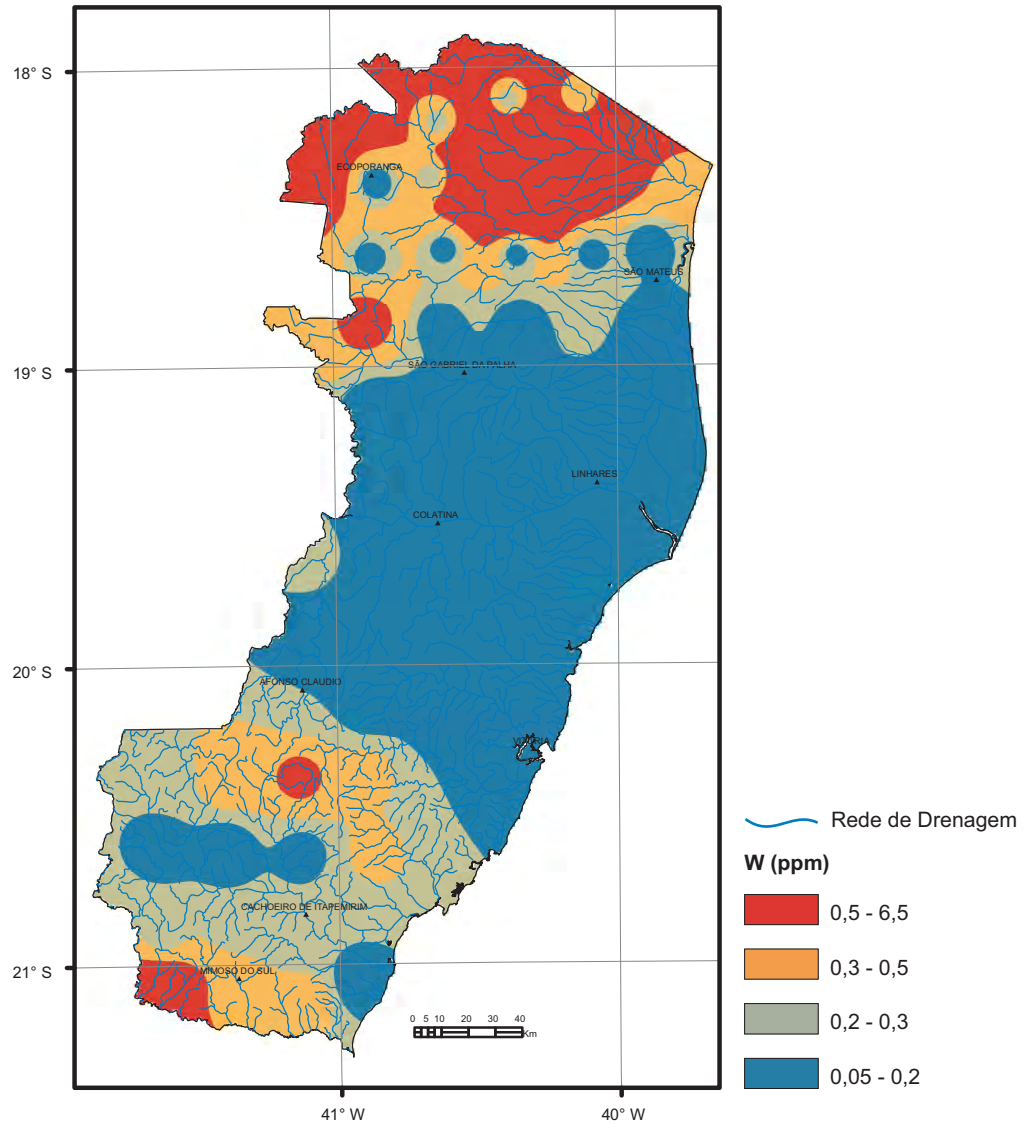 18° S
ECOPORANGA
SÃO MATEUS
19° S
SÃO GABRIEL DA PALHA
LINHARES
COLATINA
20° S
AFONSO CLAUDIO
VITÓRIA
Rede de Drenagem
W (ppm)
CACHOEIRO DE ITAPEMIRIM
0,5 - 6,5
21° S
MIMOSO DO SUL
0,3 - 0,5
0 5 10 20 30 40
Km
0,2 - 0,3
0,05 - 0,2
41° W
40° W